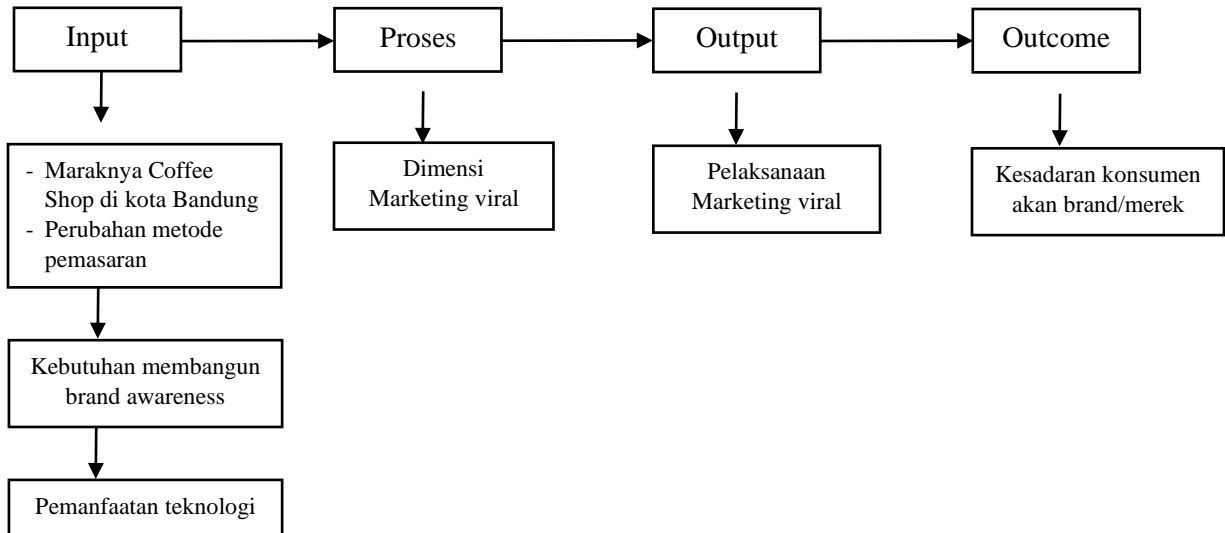 Input
Proses
Output
Outcome
- Maraknya Coffee
Shop di kota Bandung
- Perubahan metode
pemasaran
Dimensi
Marketing viral
Pelaksanaan
Marketing viral
Kesadaran konsumen
akan brand/merek
Kebutuhan membangun
brand awareness
Pemanfaatan teknologi